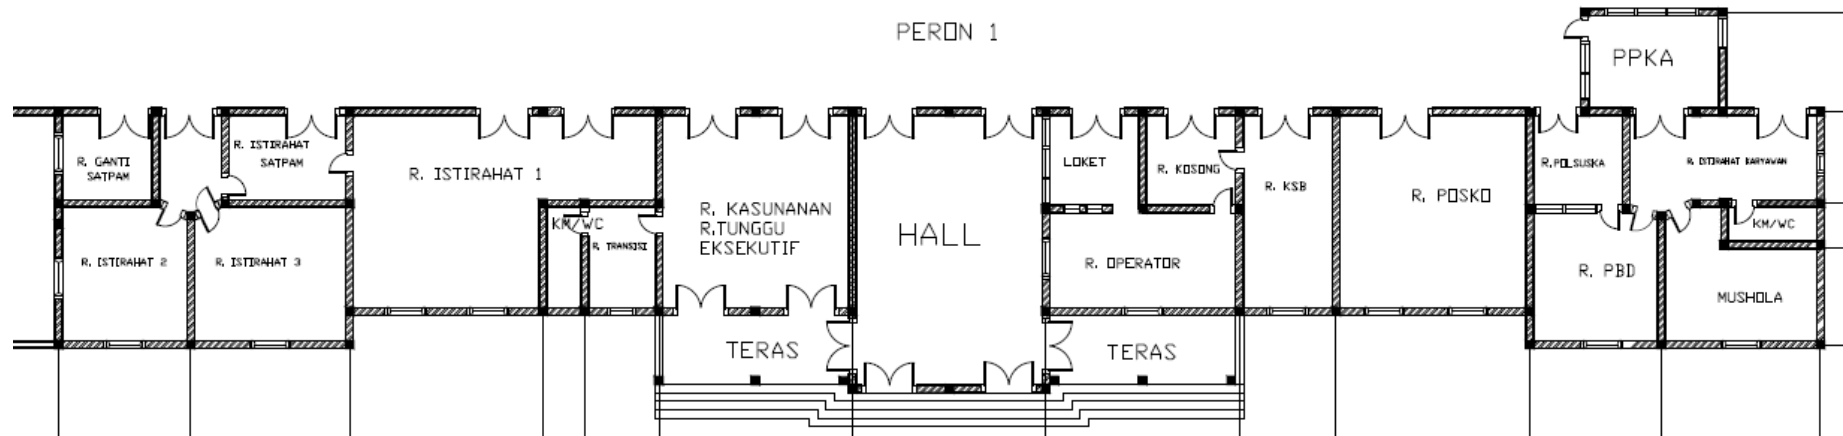 PERON 1
PPKA
R. GANTI
SATPAM
R. ISTIRAHAT
SATPAM
R. ISTIRAHAT 1
R. KASUNANAN
R.TUNGGU
EKSEKUTIF
HALL
LOKET
R. KOSONG
R. KSB
R. POSKO
R.POLSUSKA
R. ISTIRAHAT KARYAWAN
KM/WC
R. TRANSISI
KM/WC
R. ISTIRAHAT 2
R. ISTIRAHAT 3
R. OPERATOR
R. PBD
MUSHOLA
TERAS
TERAS